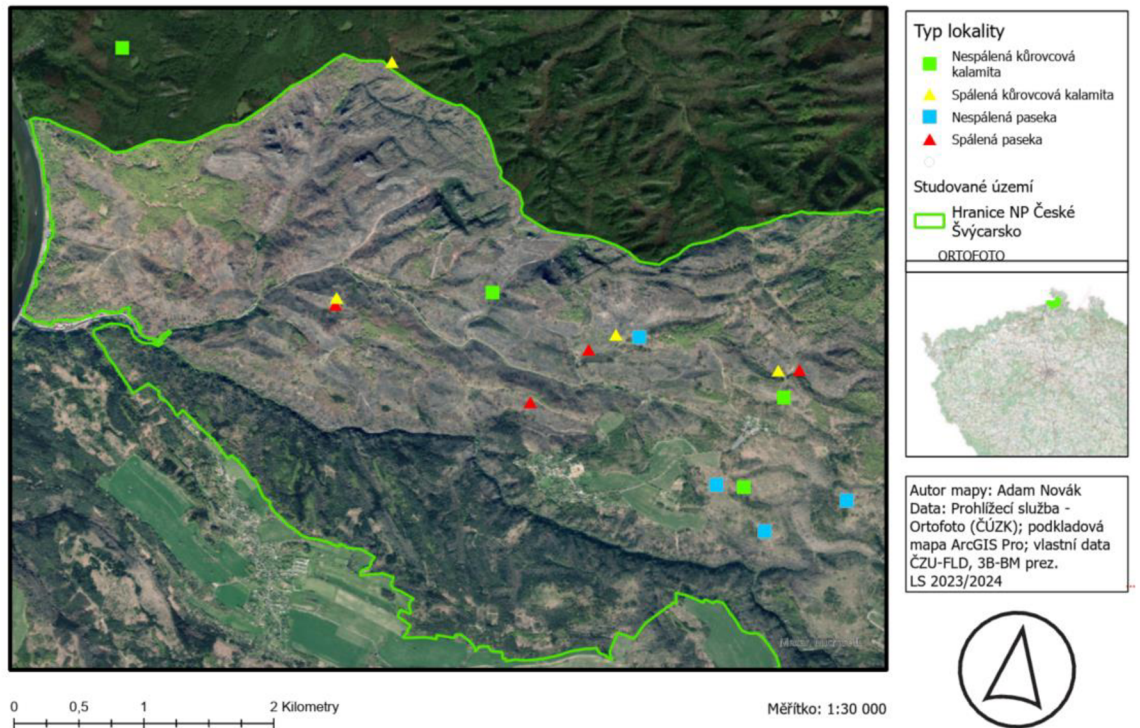 Typ lokality
Nespálená kůrovcová
kalamita
Spálená kůrovcová kalamita
Nespálená paseka
Spálená paseka
Studované území
Hranice NP České
Švýcarsko
ORTOFOTO
Autor mapy: Adam Novák
Data: Prohlížecí služba -
Ortofoto (ČÚZK); podkladová
mapa ArcGIS Pro; vlastní data
ČZU-FLD, 3B-BM prez.
LS 2023/2024
0 0,5 1 2 Kilometry
Měřítko: 1:30 000